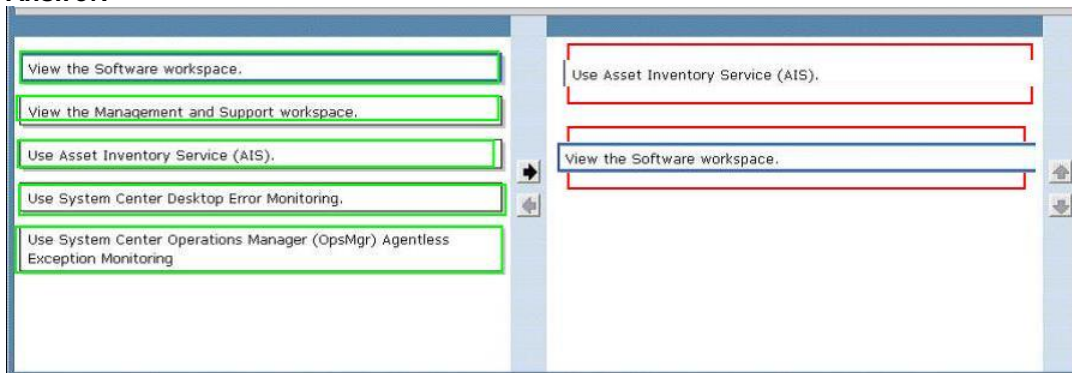 View the Software workspace.
View the Management and Support workspace.
Use Asset Inventory Service (AIS).
Use System Center Desktop Error Monitoring.
Use System Center Operations Manager (OpsMgr) Agentless
Exception Monitoring
Use Asset Inventory Service (AIS).
View the Software workspace.